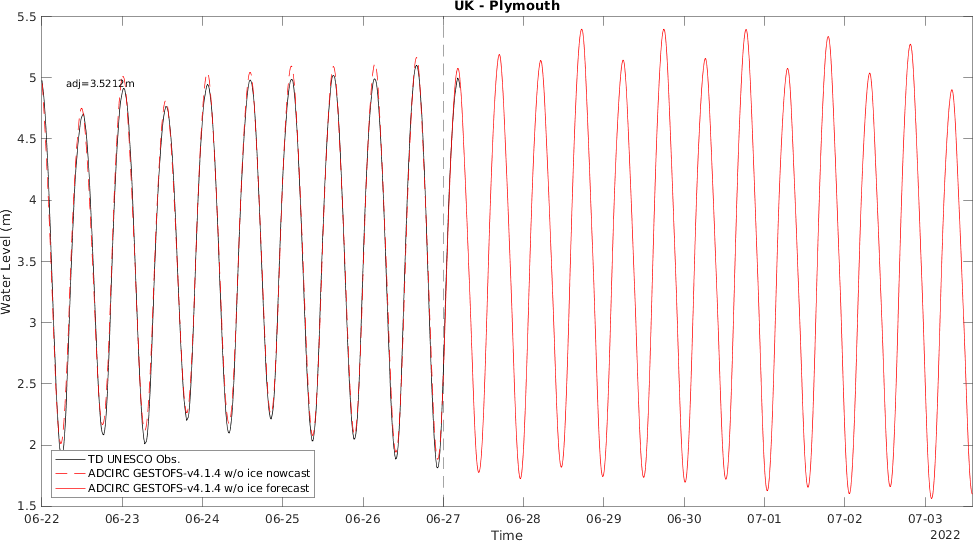 UK - Plymouth
5.5
5
4.5
4
3.5
3
2.5
2
1.5
Water Level (m)
adj=3.5212m
TD UNESCO Obs.
ADCIRC GESTOFS-v4.1.4 w/o ice nowcast
ADCIRC GESTOFS-v4.1.4 w/o ice forecast
06-22 06-23 06-24 06-25 06-26 06-27 06-28 06-29 06-30 07-01 07-02 07-03
Time
2022